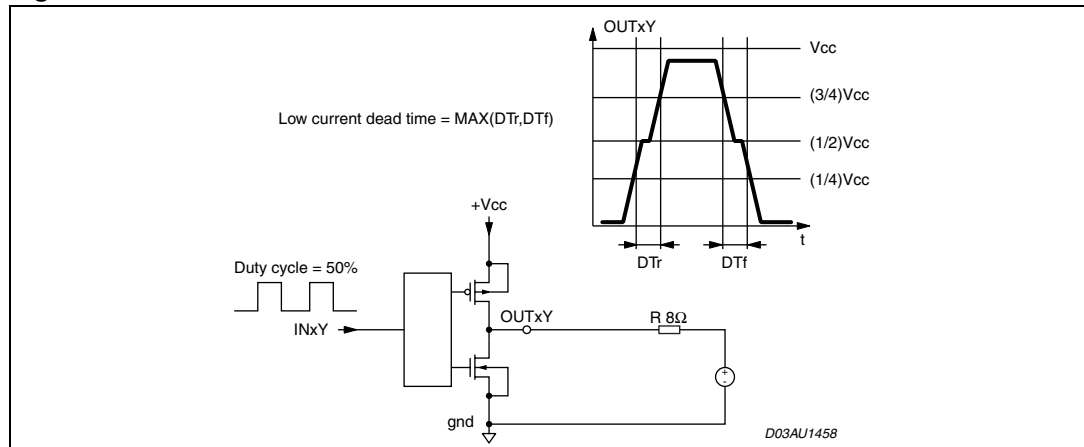 OUTxY
Vcc
(3/4)Vcc
Low current dead time = MAX(DTr,DTf)
(1/2)Vcc
(1/4)Vcc
+Vcc
t
DTr
DTf
Duty cycle = 50%
OUTxY
R 8Ω
INxY
+
-
gnd
D03AU1458